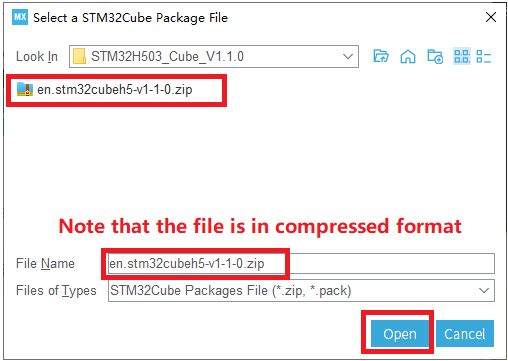 MX Select a STM32Cube Package File
Look In STM32H503_Cube_V1.1.0
en.stm32cubeh5-v1-1-0.zip
Note that the file is in compressed format
File Name en.stm32cubeh5-v1-1-0.zip
Files of Types STM32Cube Packages File (*.zip, *.pack)
Open Cancel